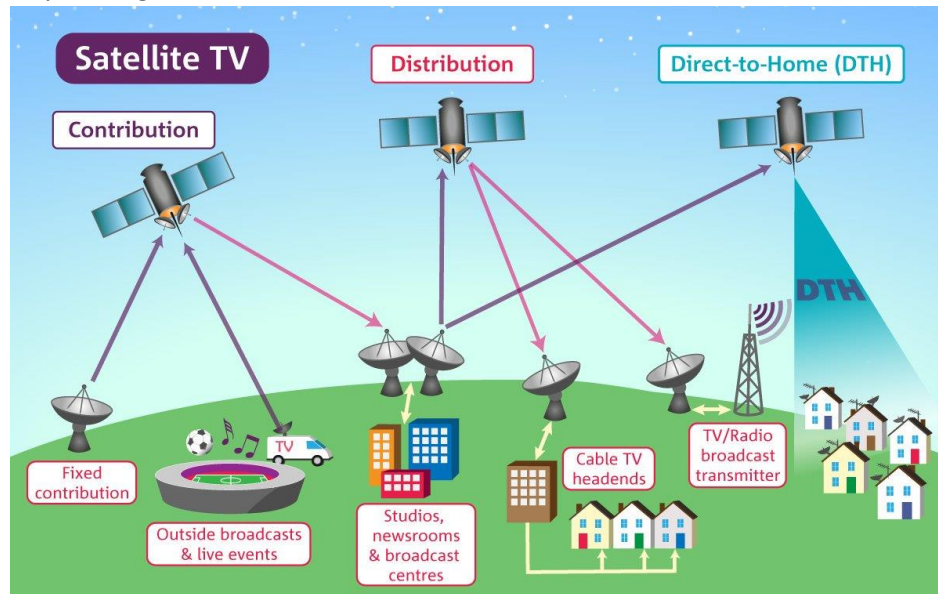 Satellite TV
Distribution
Direct-to-Home (DTH)
Contribution
DTH
TV
Fixed
contribution
Outside broadcasts
& live events
Studios,
newsrooms
& broadcast
centres
Cable TV
headends
TV/Radio
broadcast
transmitter